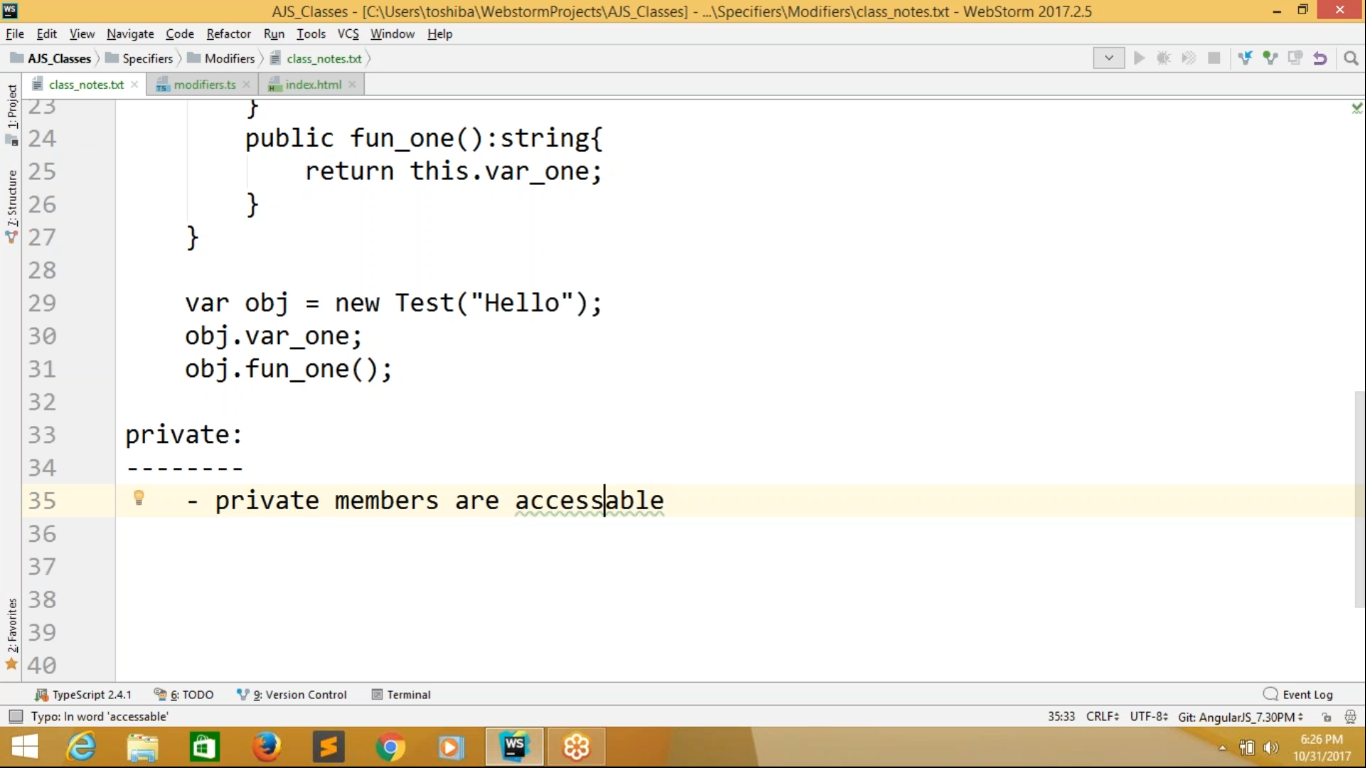 AJS_Classes - [C:\Users\toshiba\WebstormProjects\AJS_Classes] - ...\Specifiers\Modifiers\class_notes.txt - WebStorm 2017.2.5
File Edit View Navigate Code Refactor Run Tools VCS Window Help
AJS_Classes Specifiers Modifiers class_notes.txt
class_notes.txt modifiers.ts index.html
1: Project
7: Structure
2: Favorites
23 }
24 public fun_one():string{
25 return this.var_one;
26 }
27 }
28
29 var obj = new Test("Hello");
30 obj.var_one;
31 obj.fun_one();
32
33 private:
34 --------
35 - private members are accessable
36
37
38
39
40
TypeScript 2.4.1 6: TODO 9: Version Control Terminal Event Log
Typo: In word 'accessable' 35:33 CRLF UTF-8 Git: AngularJS_7.30PM
6:26 PM
10/31/2017